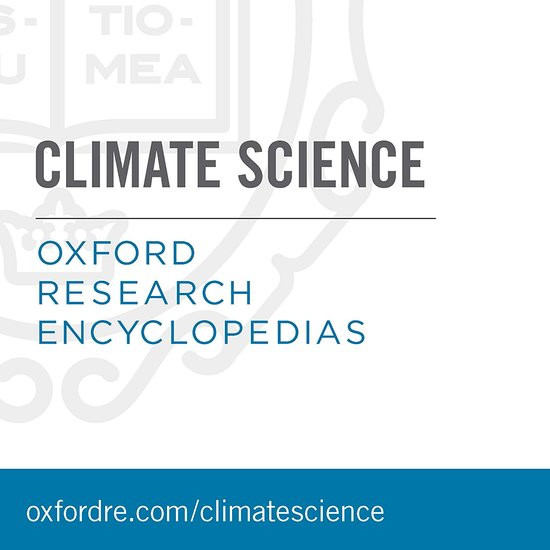 S-
TIO-
U
MEA
CLIMATE SCIENCE
OXFORD
RESEARCH
ENCYCLOPEDIAS
oxfordre.com/climatescience